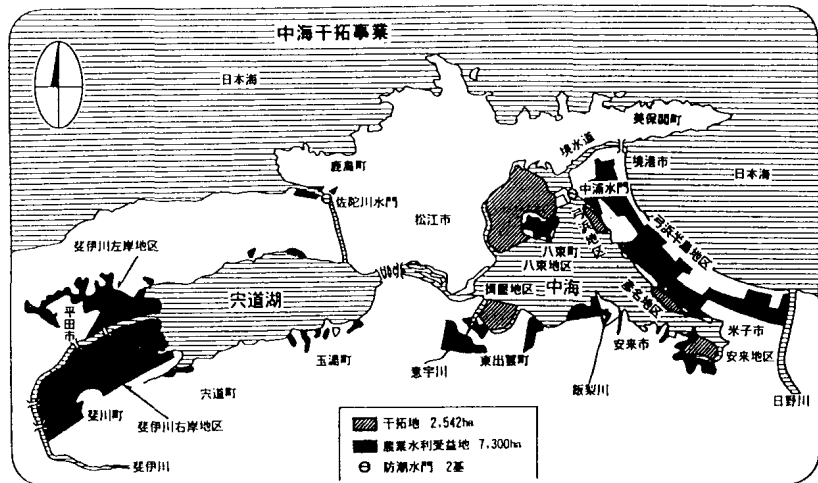 中海干拓事業
日本海
美保関町
境水道
境港市
日本海
鹿島町
中浦水門
佐陀川水門
松江市
弓浜半島地区
弓浜地区
八束町
八束地区
斐伊川左岸地区
平田市
宍道湖
揖屋地区
中海
彦名地区
米子市
安来市
安来地区
意宇川
東出雲町
飯梨川
日野川
玉湯町
宍道町
斐川町
斐伊川右岸地区
斐伊川
干拓地 2,542ha
農業水利受益地 7,300ha
防潮水門 2基